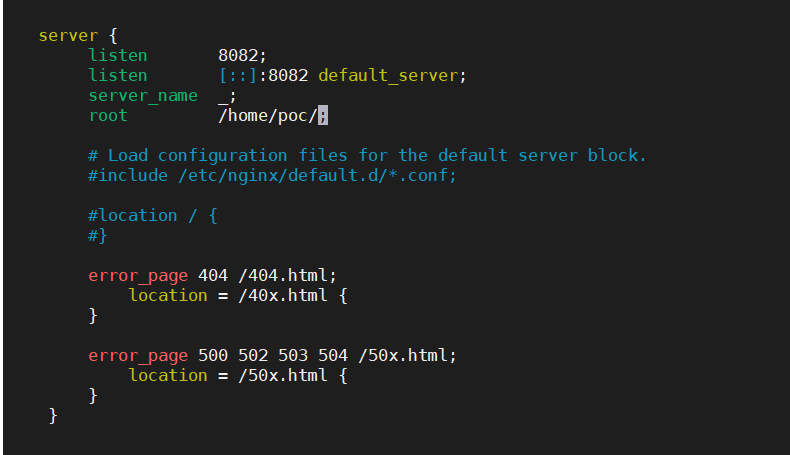 server {
listen 8082;
listen [::]:8082 default_server;
server_name _;
root /home/poc/;
# Load configuration files for the default server block.
#include /etc/nginx/default.d/*.conf;
#location / {
#}
error_page 404 /404.html;
location = /40x.html {
}
error_page 500 502 503 504 /50x.html;
location = /50x.html {
}
}